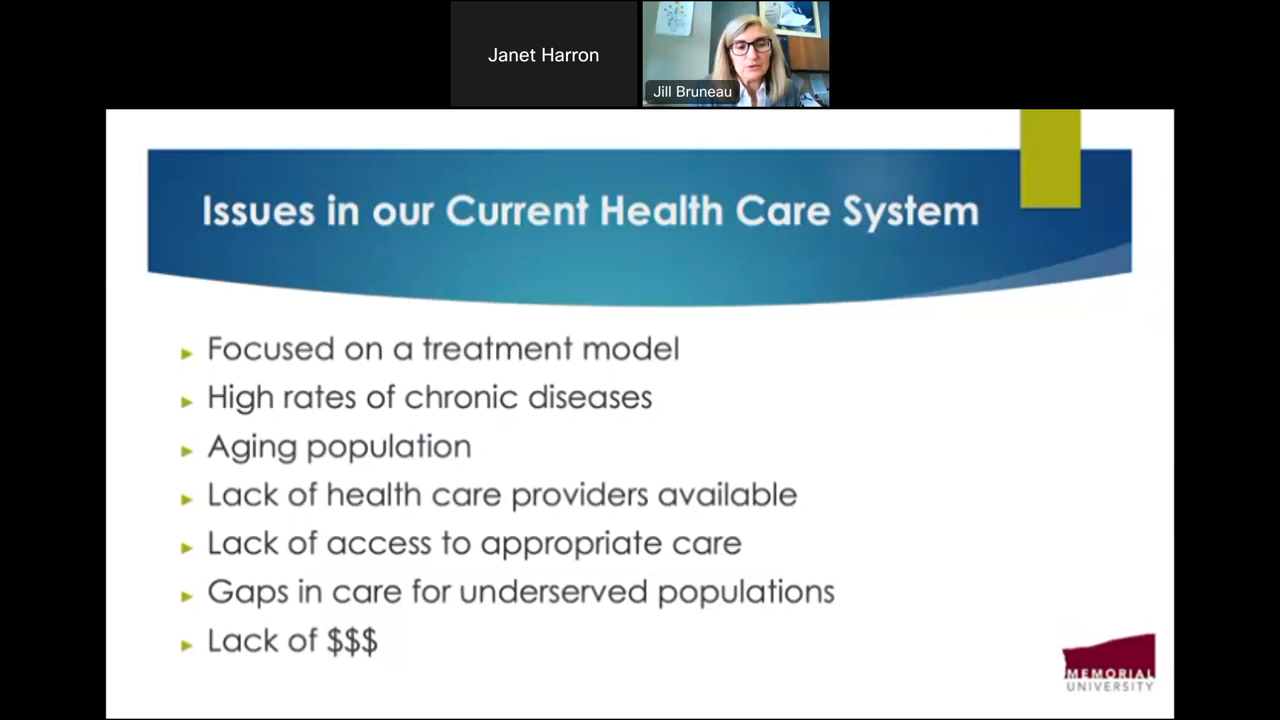 Janet Harron
Jill Bruneau
Issues in our Current Health Care System
Focused on a treatment model
High rates of chronic diseases
Aging population
Lack of health care providers available
Lack of access to appropriate care
Gaps in care for underserved populations
Lack of $$$
MEMORIAL
UNIVERSITY